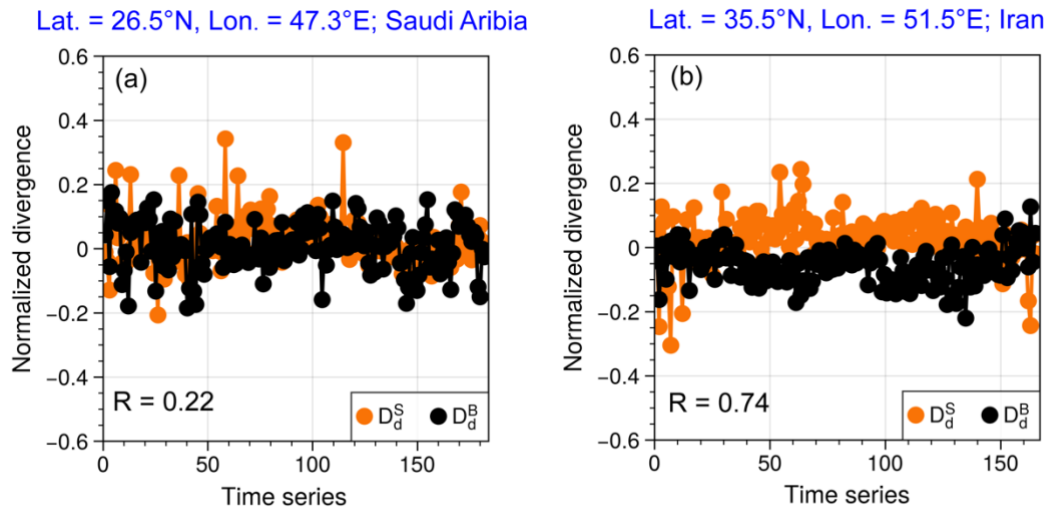 Lat. = 26.5°N, Lon. = 47.3°E; Saudi Aribia
(a)
Normalized divergence
0.6
0.4
0.2
0
−0.2
−0.4
−0.6
R = 0.22
D_d^S D_d^B
0 50 100 150
Time series
Lat. = 35.5°N, Lon. = 51.5°E; Iran
(b)
Normalized divergence
0.6
0.4
0.2
0
−0.2
−0.4
−0.6
R = 0.74
D_d^S D_d^B
0 50 100 150
Time series